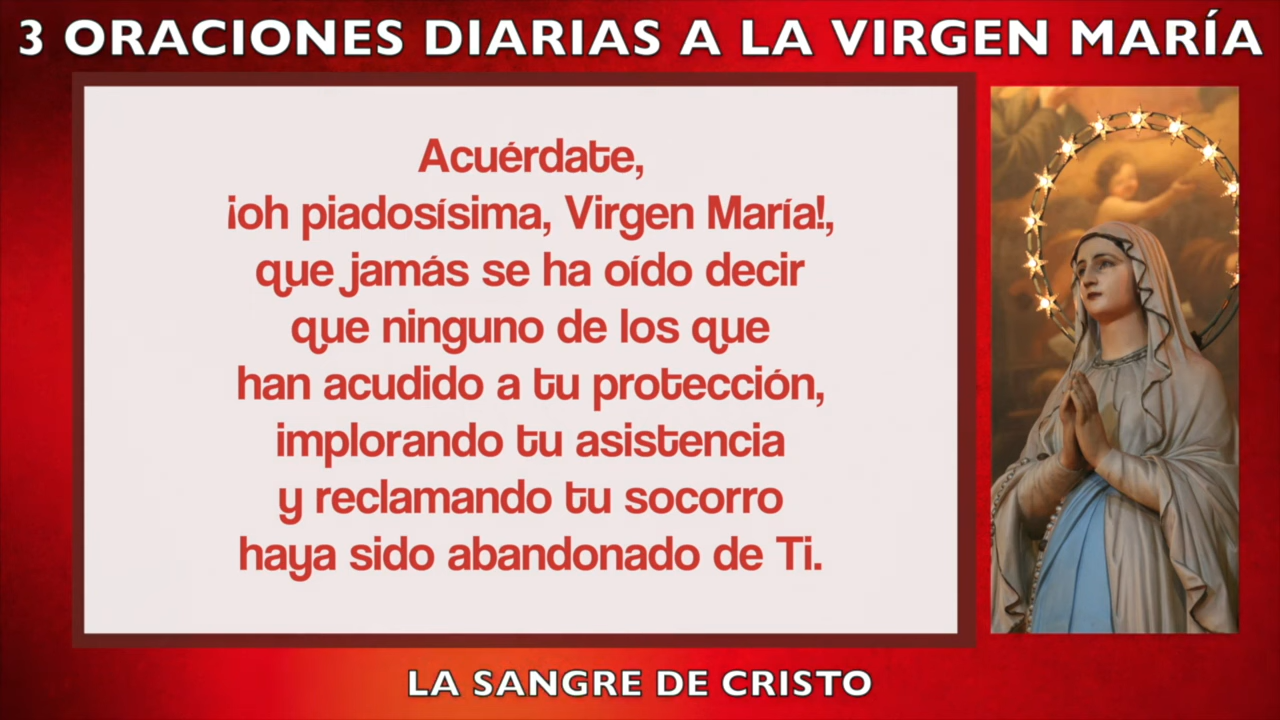 3 ORACIONES DIARIAS A LA VIRGEN MARÍA
Acuérdate,
¡oh piadosísima, Virgen María!,
que jamás se ha oído decir
que ninguno de los que
han acudido a tu protección,
implorando tu asistencia
y reclamando tu socorro
haya sido abandonado de Ti.
LA SANGRE DE CRISTO